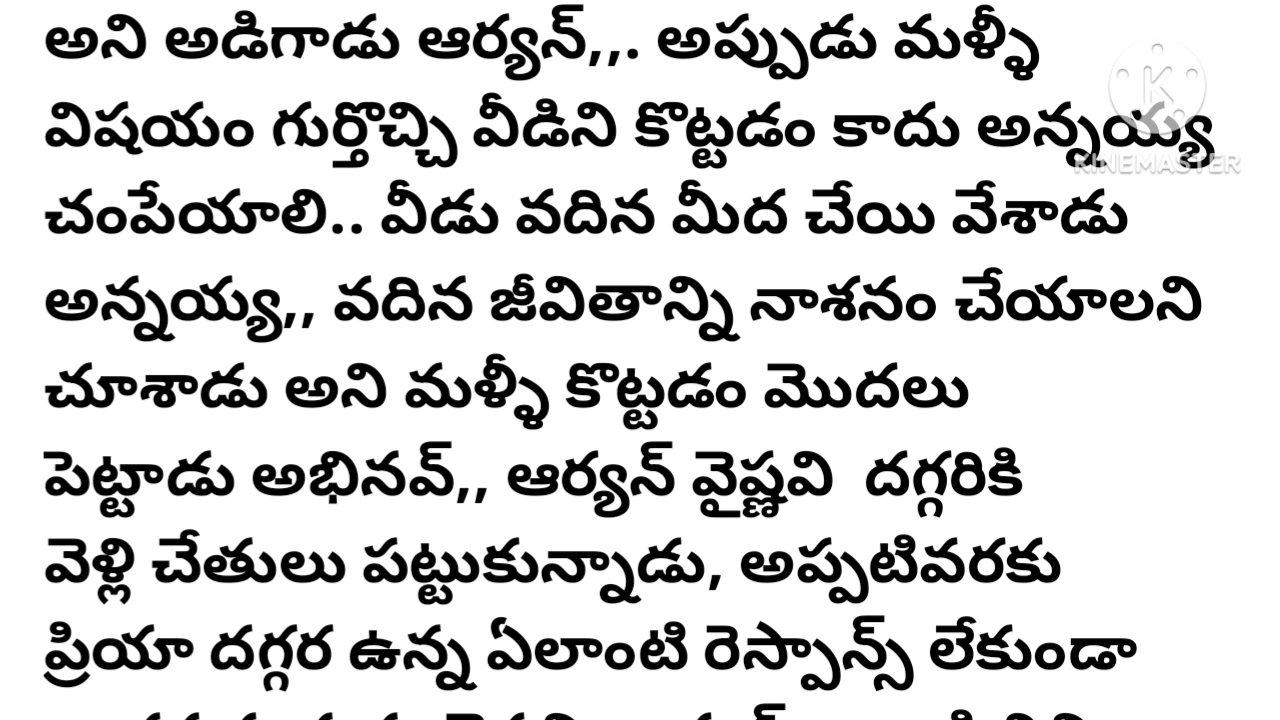 అని అడిగాడు ఆర్యన్,,. అప్పుడు మళ్ళీ
విషయం గుర్తొచ్చి వీడిని కొట్టడం కాదు అన్నయ్య
చంపేయాలి.. వీడు వదిన మీద చేయి వేశాడు
అన్నయ్య,, వదిన జీవితాన్ని నాశనం చేయాలని
చూశాడు అని మళ్ళీ కొట్టడం మొదలు
పెట్టాడు అభినవ్,, ఆర్యన్ వైష్ణవి దగ్గరికి
వెళ్లి చేతులు పట్టుకున్నాడు, అప్పటివరకు
ప్రియా దగ్గర ఉన్న ఏలాంటి రెస్పాన్స్ లేకుండా
K
KINEMASTER